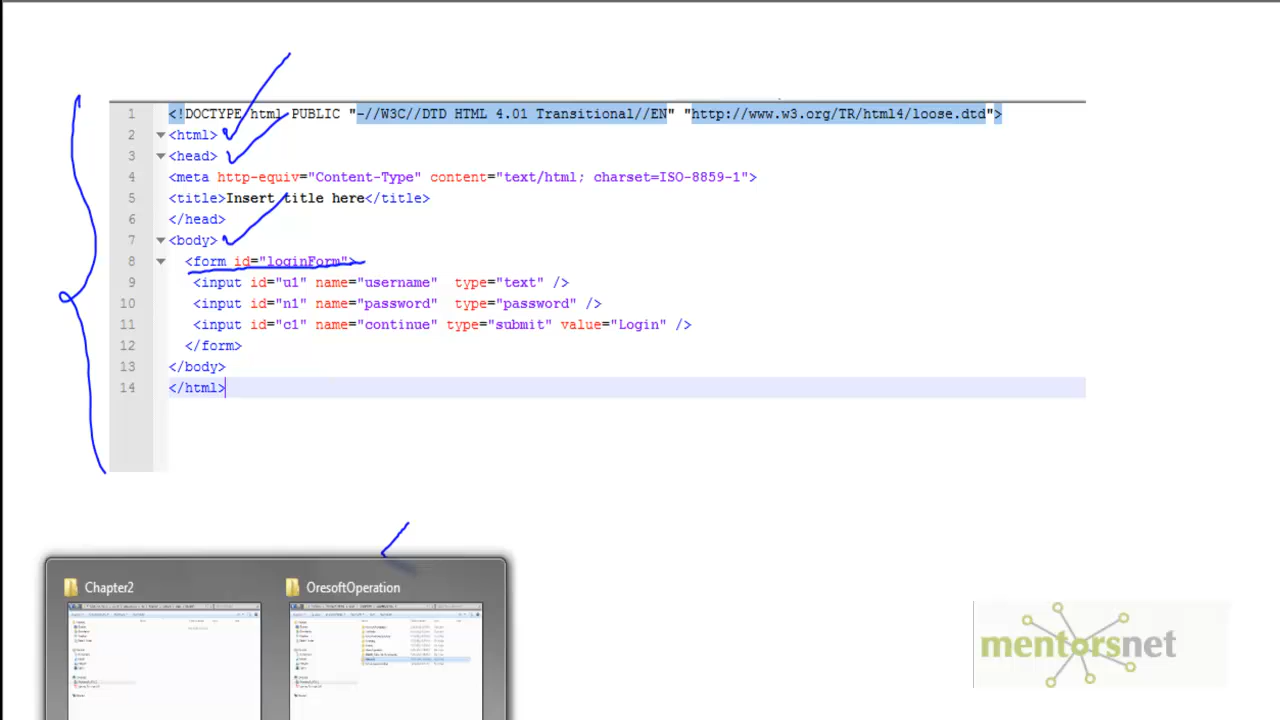 1 <!DOCTYPE html PUBLIC "-//W3C//DTD HTML 4.01 Transitional//EN" "http://www.w3.org/TR/html4/loose.dtd">
2 <html>
3 <head>
4 <meta http-equiv="Content-Type" content="text/html; charset=ISO-8859-1">
5 <title>Insert title here</title>
6 </head>
7 <body>
8 <form id="loginForm">
9 <input id="u1" name="username" type="text" />
10 <input id="n1" name="password" type="password" />
11 <input id="c1" name="continue" type="submit" value="Login" />
12 </form>
13 </body>
14 </html>
Chapter2 OresoftOperation
mentorsnet